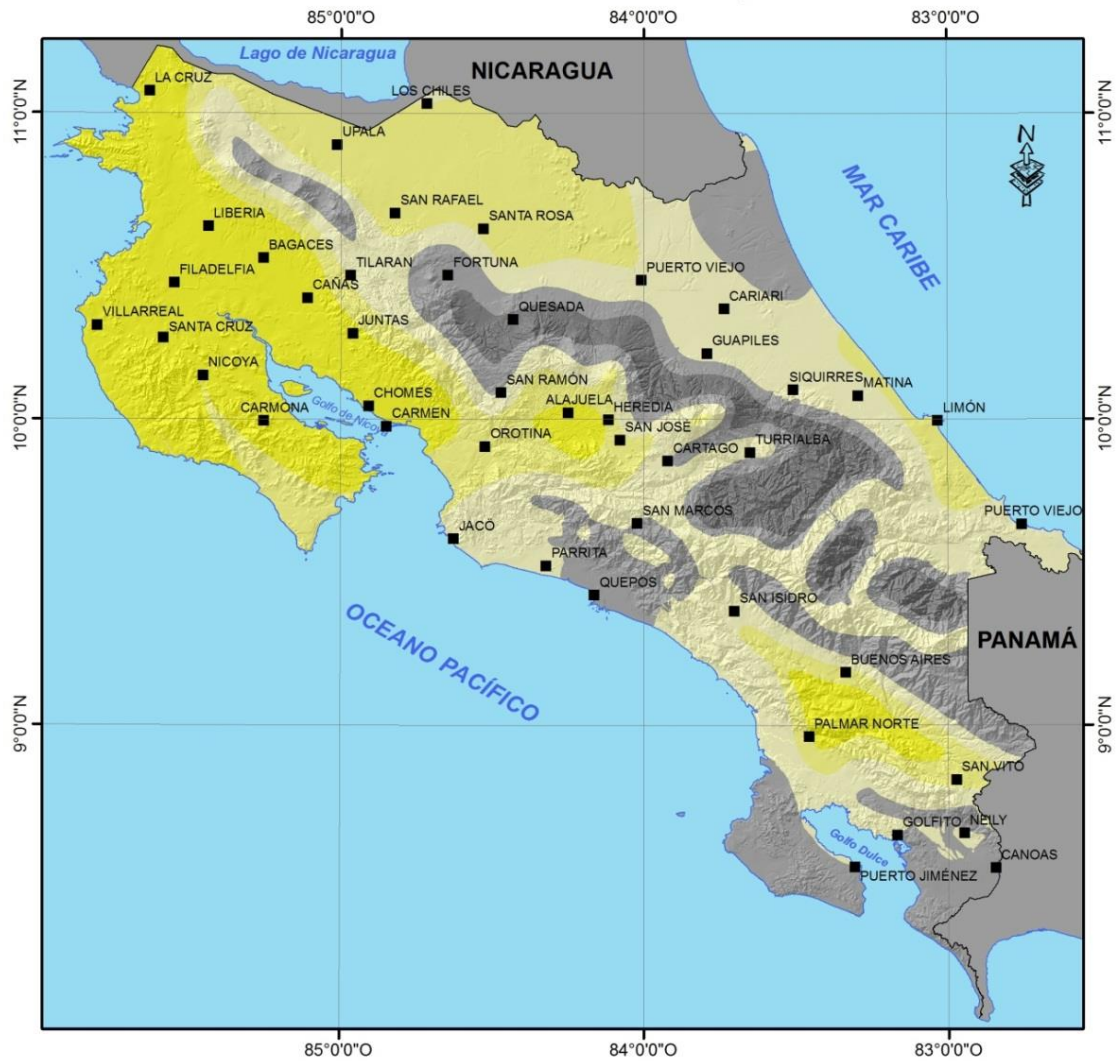 85°0'0"O
84°0'0"O
83°0'0"O
Lago de Nicaragua
NICARAGUA
LA CRUZ
LOS CHILES
11°0'0"N
11°0'0"N
UPALA
N
MAR CARIBE
SAN RAFAEL
LIBERIA
SANTA ROSA
BAGACES
TILARAN
FORTUNA
PUERTO VIEJO
FILADELFIA
CAÑAS
CARIARI
VILLARREAL
QUESADA
SANTA CRUZ
JUNTAS
GUAPILES
NICOYA
SAN RAMÓN
SIQUIRRES
MATINA
CHOMES
ALAJUELA
HEREDIA
10°0'0"N
CARMONA
Golfo de Nicoya
CARMEN
SAN JOSÉ
LIMÓN
10°0'0"N
OROTINA
CARTAGO
TURRIALBA
SAN MARCOS
PUERTO VIEJO
JACÓ
PARRITA
QUEPOS
SAN ISIDRO
OCEANO PACÍFICO
PANAMÁ
BUENOS AIRES
9°0'0"N
PALMAR NORTE
9°0'0"N
SAN VITO
GOLFITO
NEILY
Golfo Dulce
CANOAS
PUERTO JIMÉNEZ
85°0'0"O
84°0'0"O
83°0'0"O